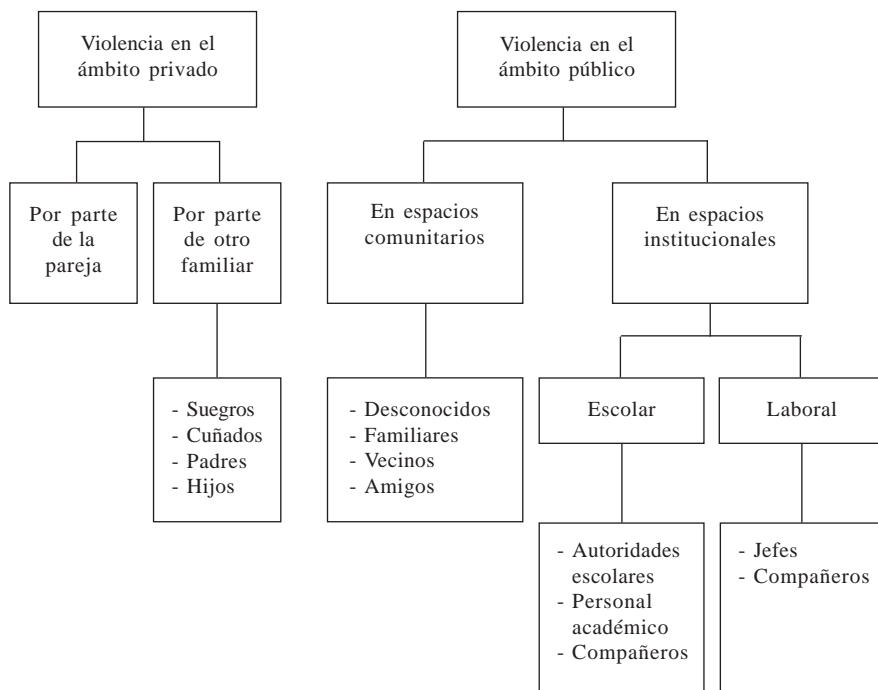 Violencia en el
ámbito privado
Violencia en el
ámbito público
Por parte
de la
pareja
Por parte
de otro
familiar
En espacios
comunitarios
En espacios
institucionales
- Suegros
- Cuñados
- Padres
- Hijos
- Desconocidos
- Familiares
- Vecinos
- Amigos
Escolar
Laboral
- Autoridades
escolares
- Personal
académico
- Compañeros
- Jefes
- Compañeros